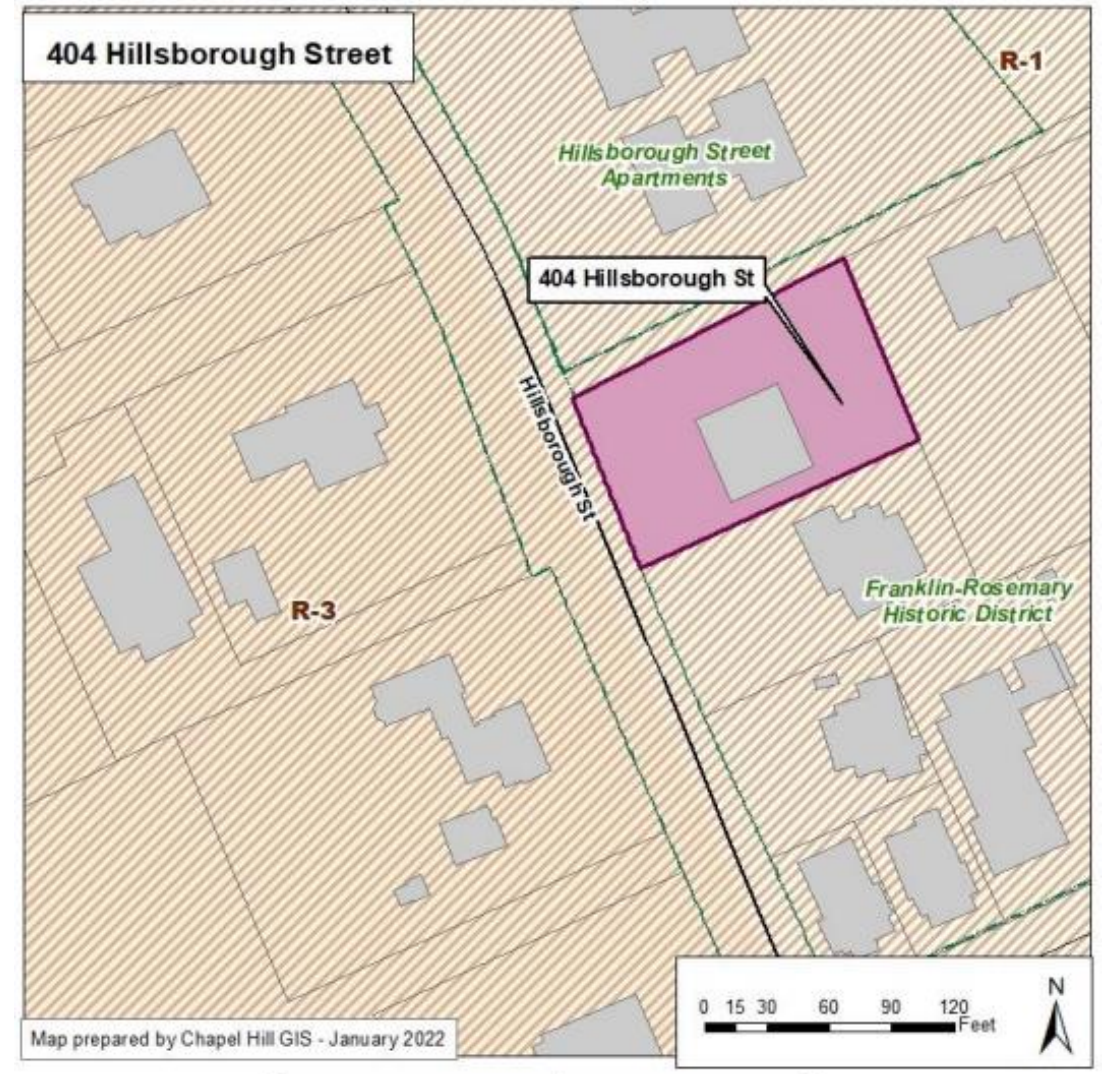 404 Hillsborough Street
R-1
Hillsborough Street
Apartments
404 Hillsborough St
Hillsborough St
Franklin-Rosemary
Historic District
R-3
N
0 15 30 60 90 120
Feet
Map prepared by Chapel Hill GIS - January 2022